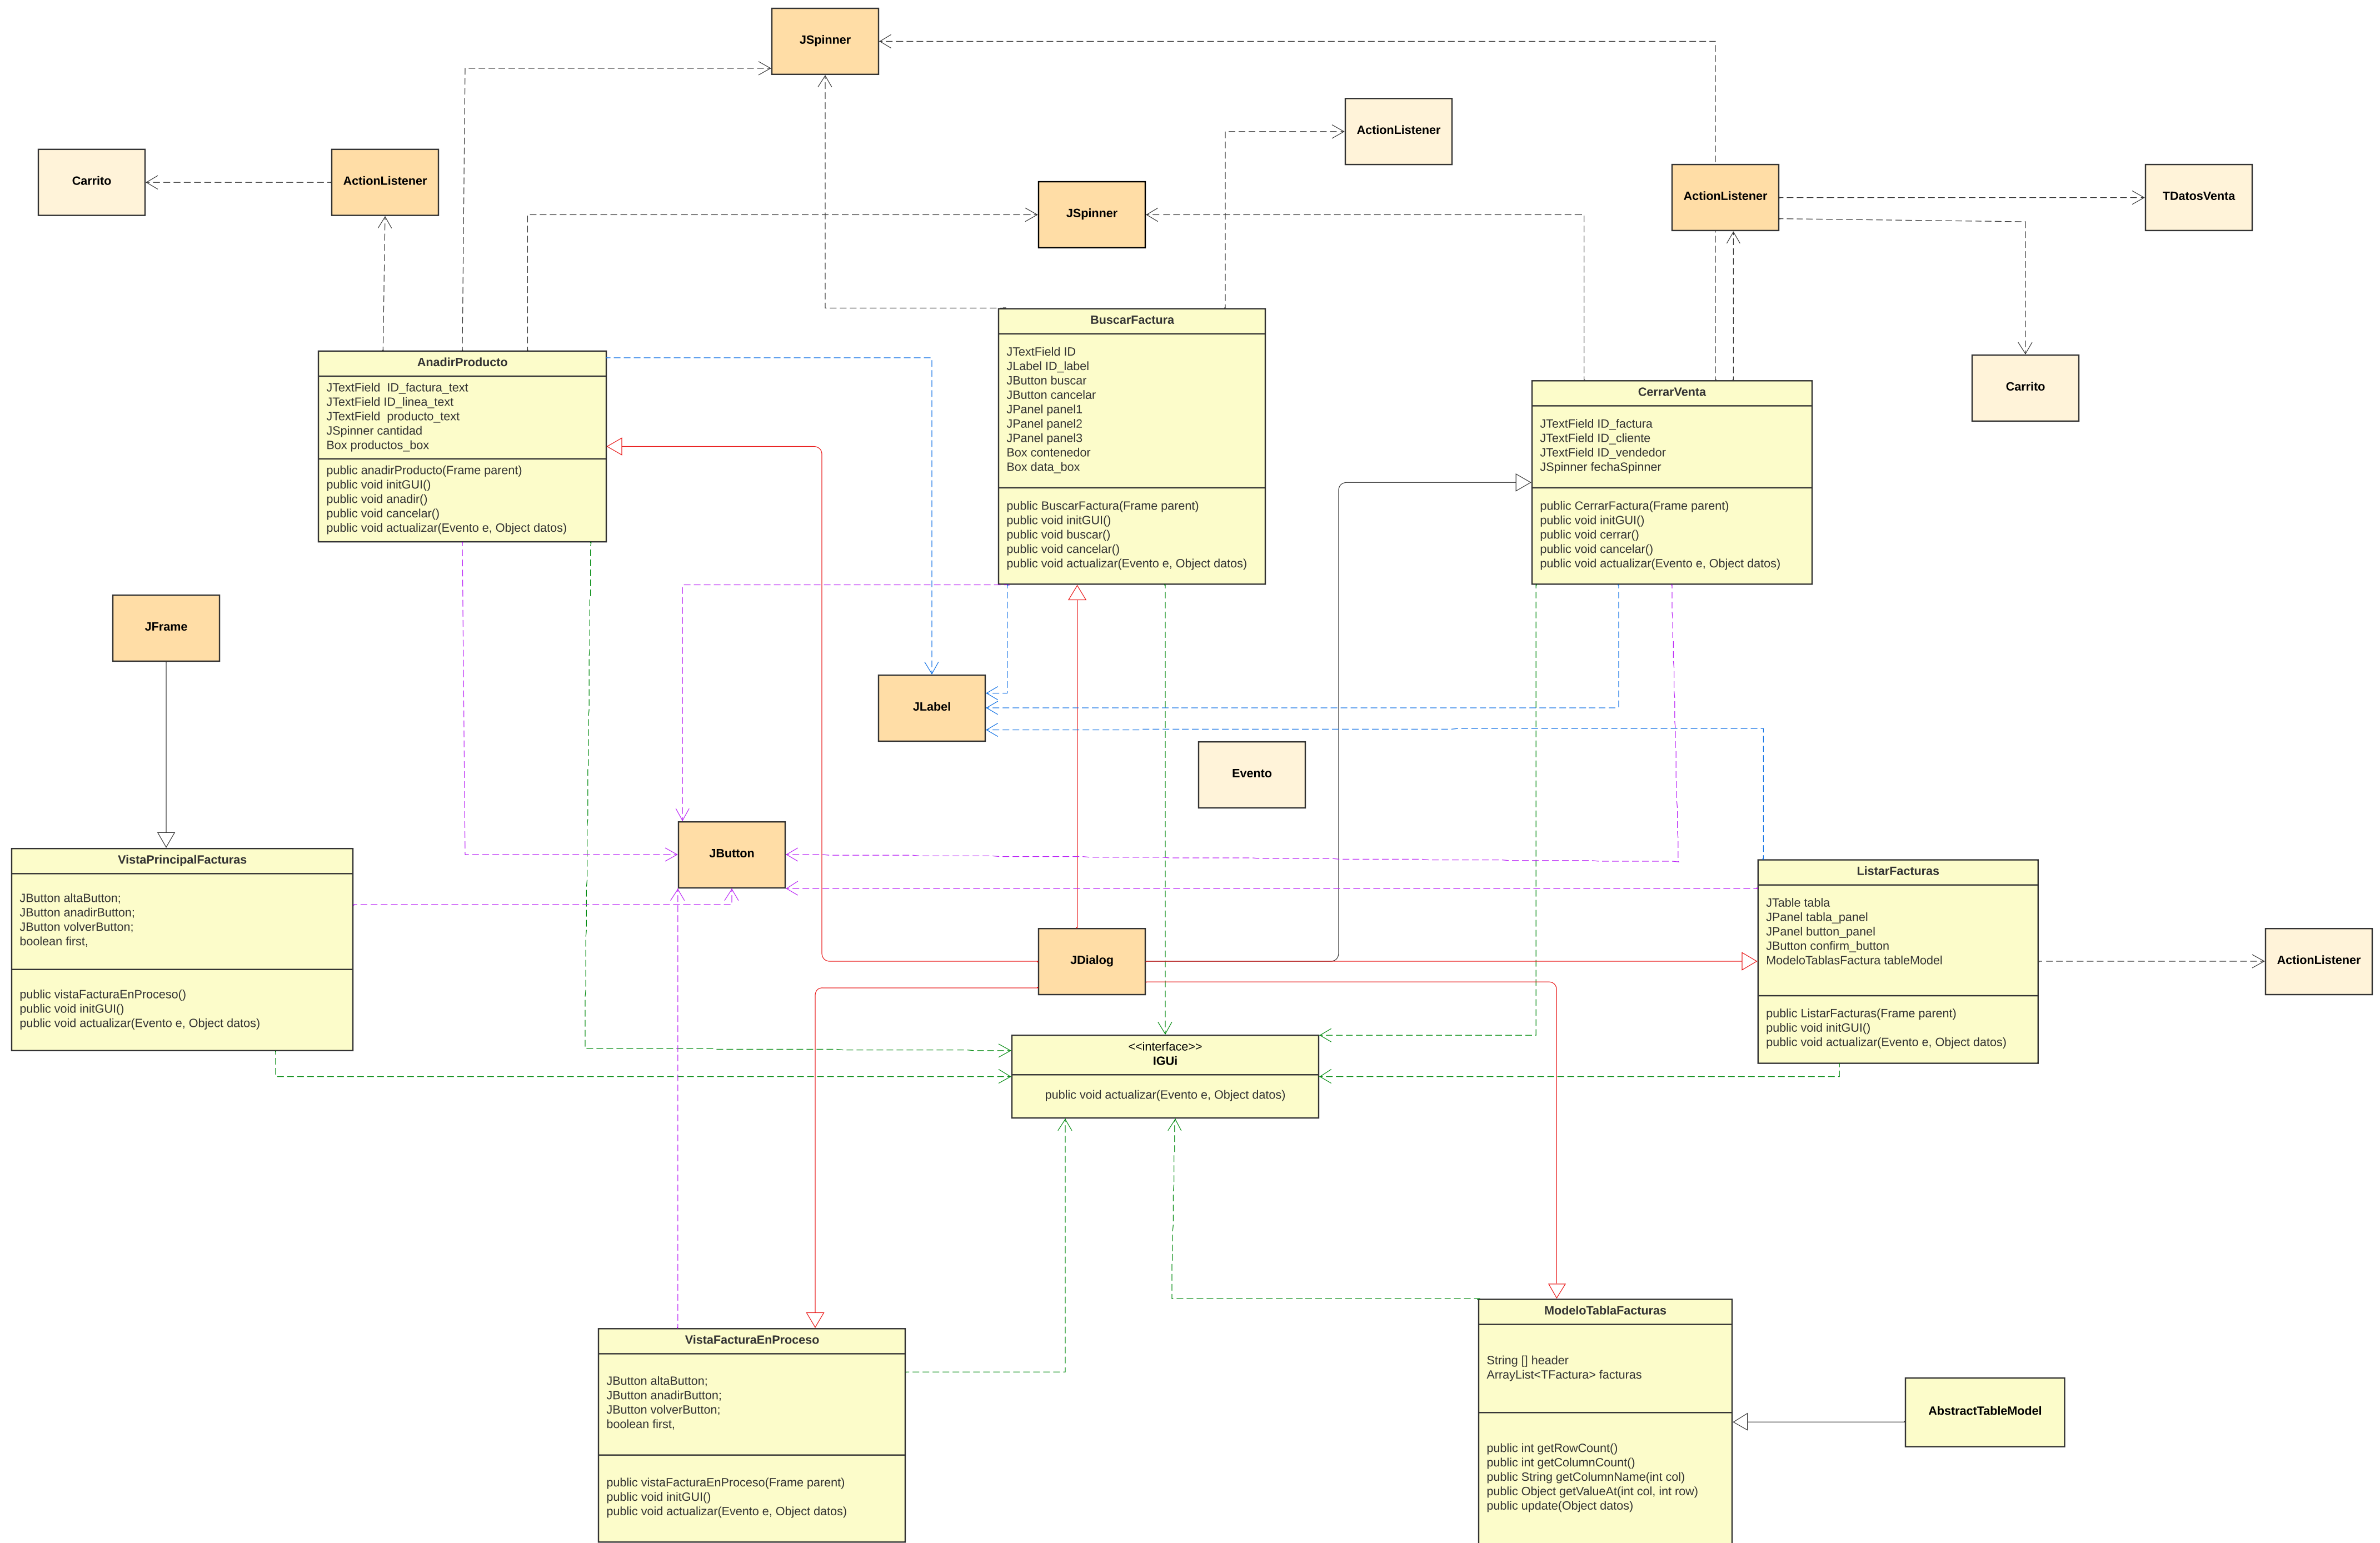 JSpinner
ActionListener
Carrito
ActionListener
ActionListener
TDatosVenta
JSpinner
BuscarFactura
JTextField ID
JLabel ID_label
JButton buscar
JButton cancelar
JPanel panel1
JPanel panel2
JPanel panel3
Box contenedor
Box data_box
public BuscarFactura(Frame parent)
public void initGUI()
public void buscar()
public void cancelar()
public void actualizar(Evento e, Object datos)
AnadirProducto
JTextField  ID_factura_text
JTextField ID_linea_text
JTextField  producto_text
JSpinner cantidad
Box productos_box
public anadirProducto(Frame parent)
public void initGUI()
public void anadir()
public void cancelar()
public void actualizar(Evento e, Object datos)
CerrarVenta
JTextField ID_factura
JTextField ID_cliente
JTextField ID_vendedor
JSpinner fechaSpinner
public CerrarFactura(Frame parent)
public void initGUI()
public void cerrar()
public void cancelar()
public void actualizar(Evento e, Object datos)
Carrito
JFrame
JLabel
Evento
JButton
VistaPrincipalFacturas
JButton altaButton;
JButton anadirButton;
JButton volverButton;
boolean first,
public vistaFacturaEnProceso()
public void initGUI()
public void actualizar(Evento e, Object datos)
JDialog
ListarFacturas
JTable tabla
JPanel tabla_panel
JPanel button_panel
JButton confirm_button
ModeloTablasFactura tableModel
public ListarFacturas(Frame parent)
public void initGUI()
public void actualizar(Evento e, Object datos)
ActionListener
<<interface>>
IGUi
public void actualizar(Evento e, Object datos)
VistaFacturaEnProceso
JButton altaButton;
JButton anadirButton;
JButton volverButton;
boolean first,
public vistaFacturaEnProceso(Frame parent)
public void initGUI()
public void actualizar(Evento e, Object datos)
ModeloTablaFacturas
String [] header
ArrayList<TFactura> facturas
public int getRowCount()
public int getColumnCount()
public String getColumnName(int col)
public Object getValueAt(int col, int row)
public update(Object datos)
AbstractTableModel